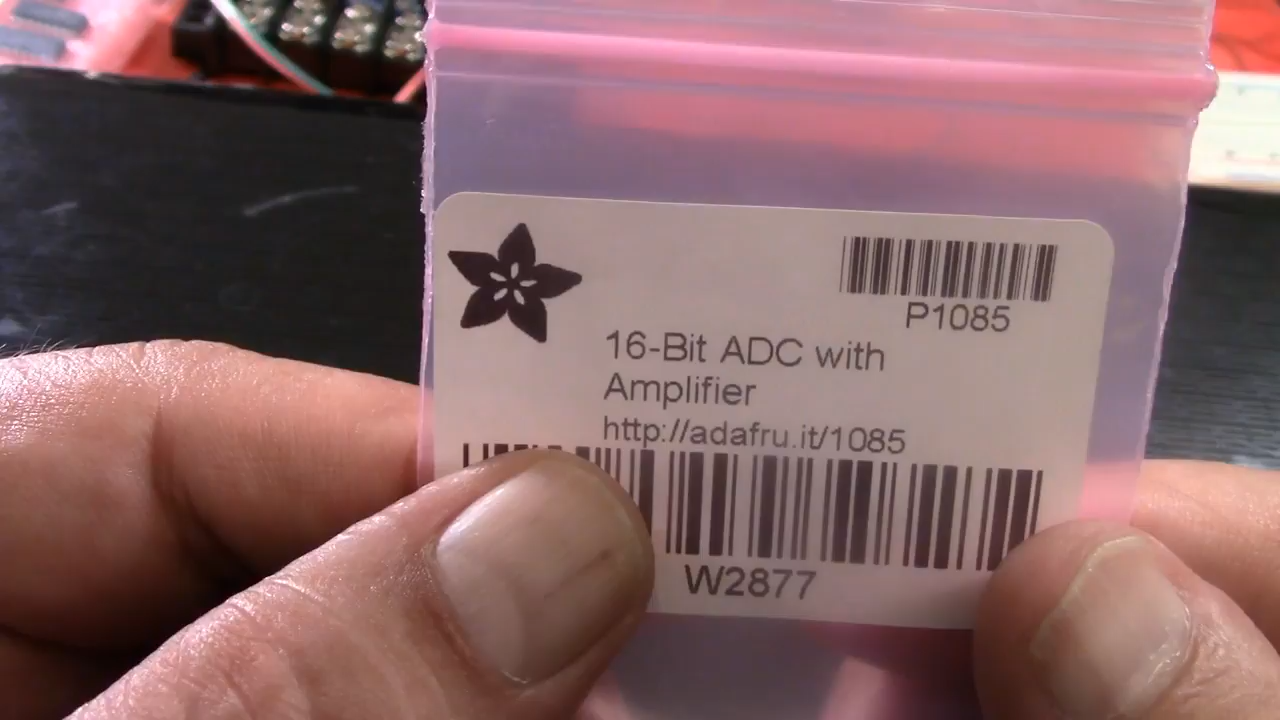 P1085
16-Bit ADC with
Amplifier
http://adafru.it/1085
W2877